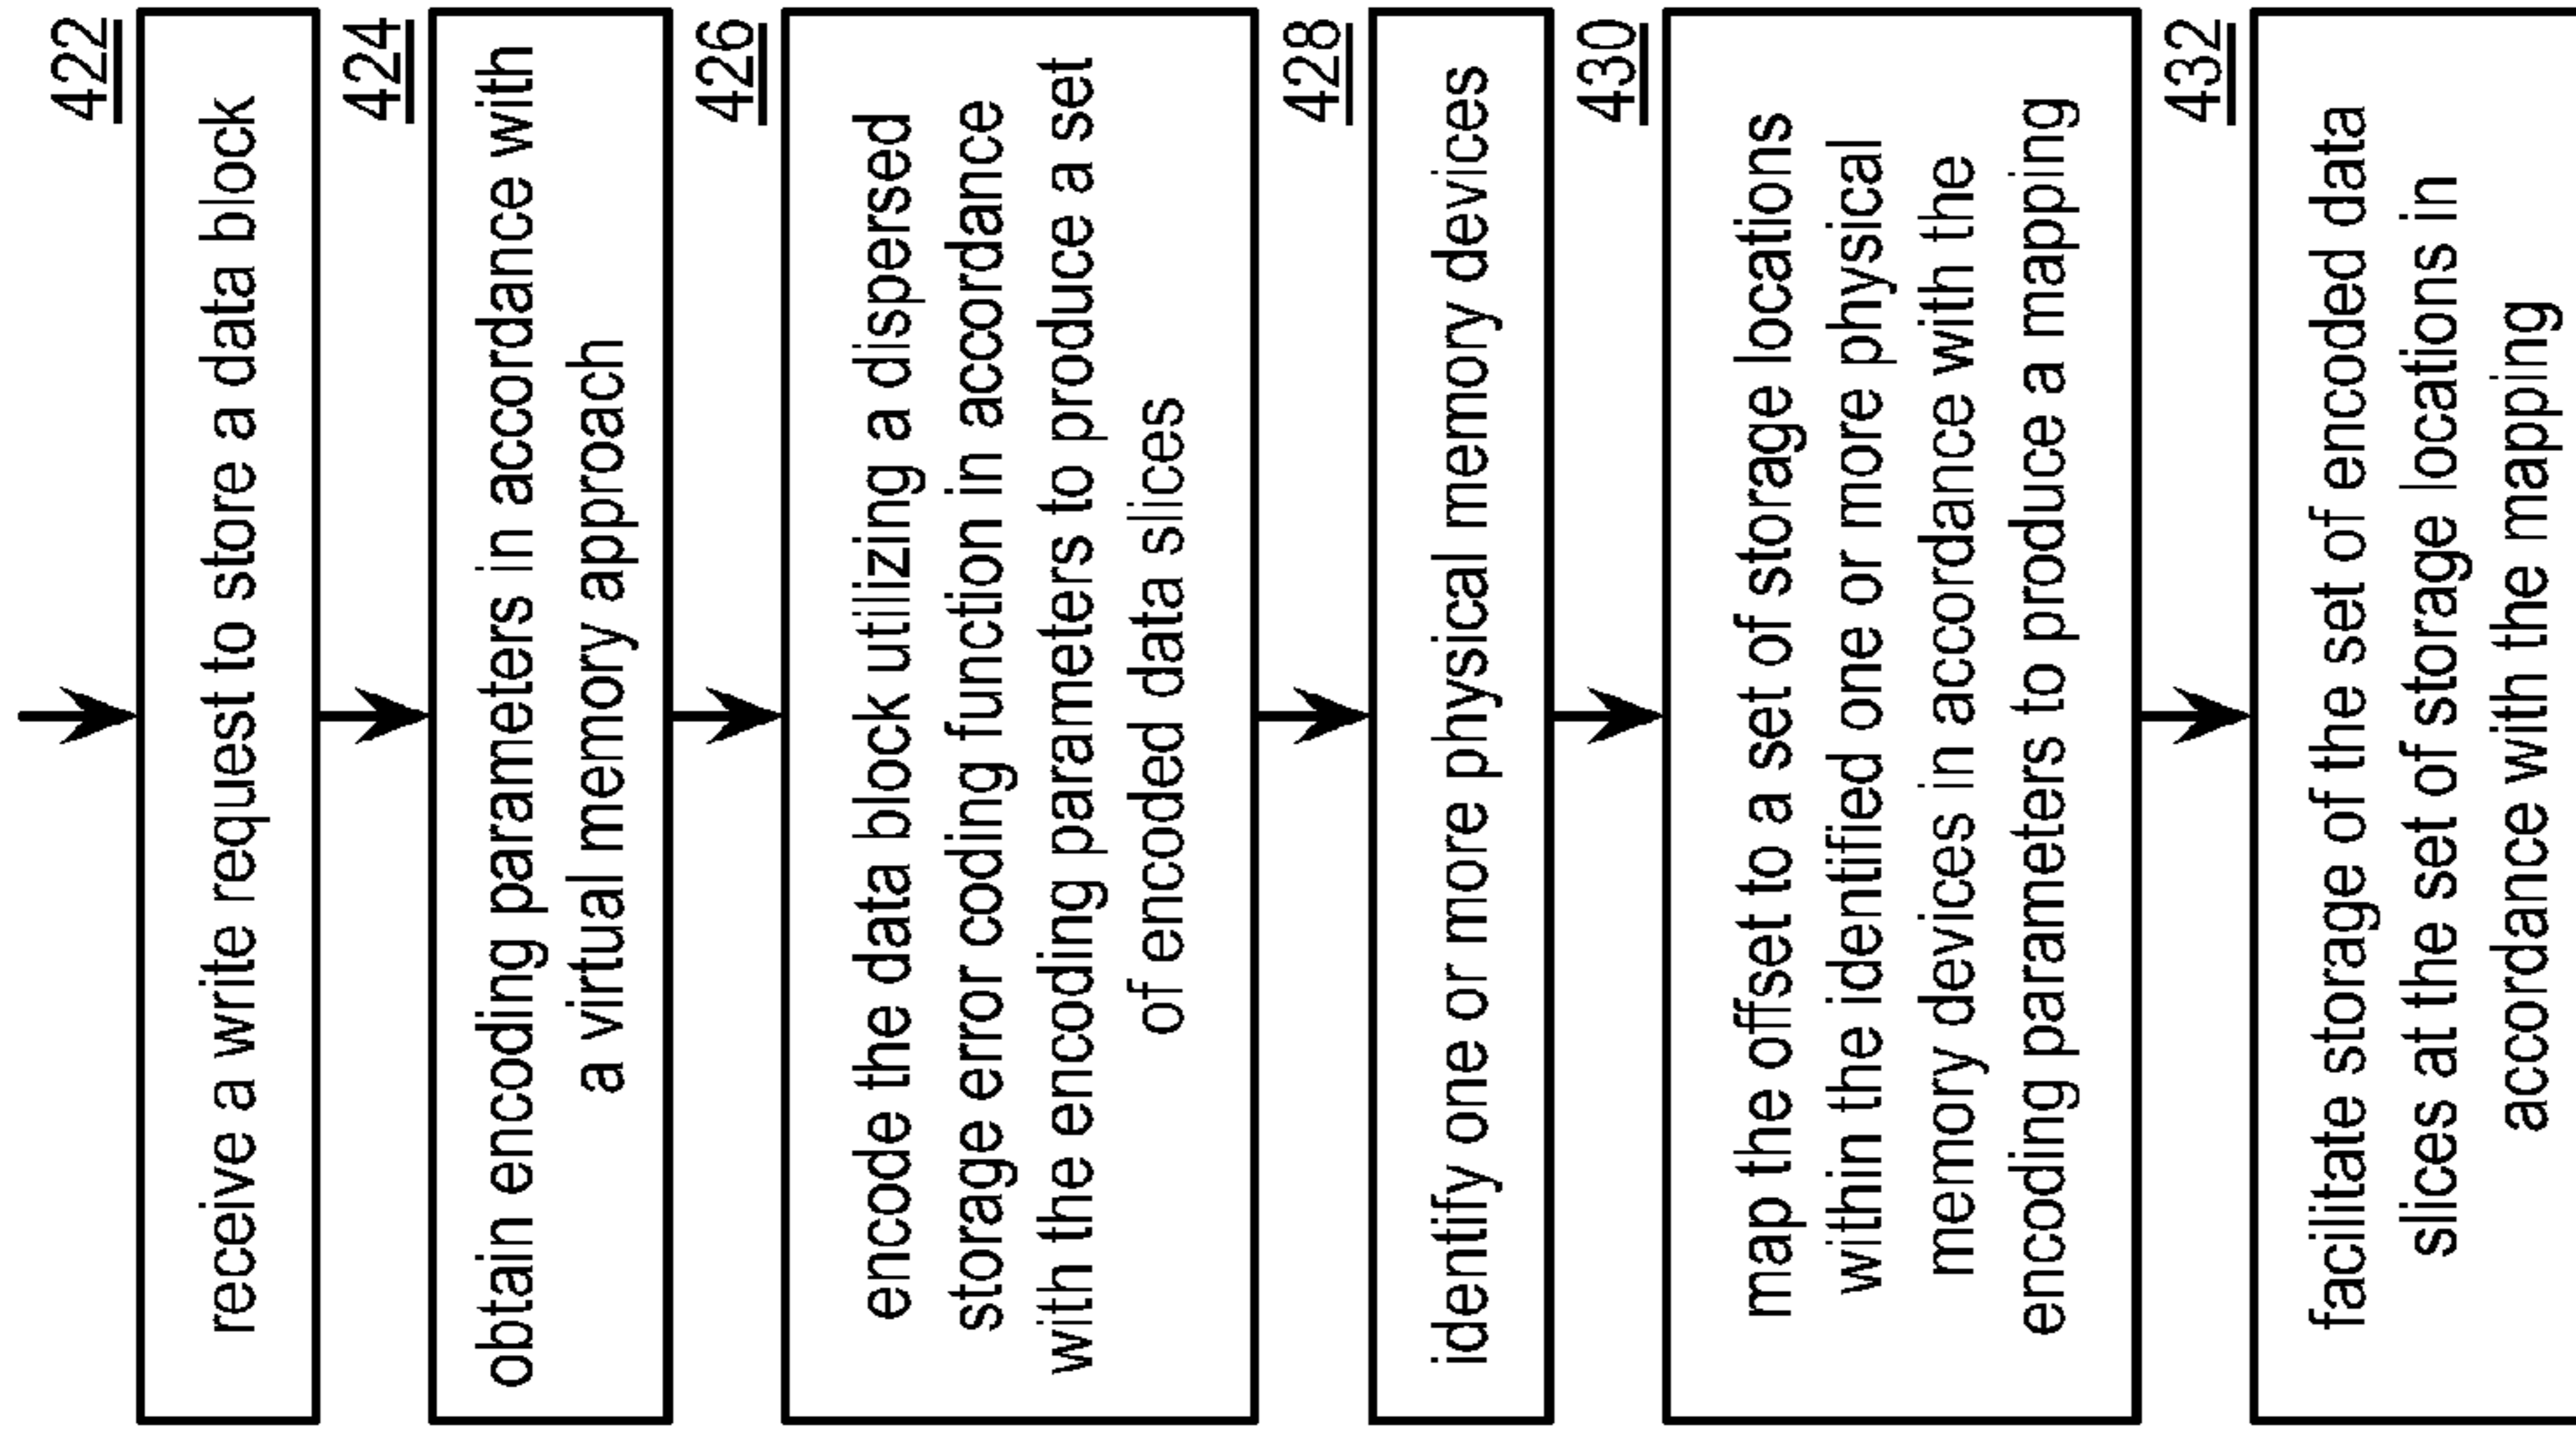 422
receive a write request to store a data block
424
obtain encoding parameters in accordance with
a virtual memory approach
426
encode the data block utilizing a dispersed
storage error coding function in accordance
with the encoding parameters to produce a set
of encoded data slices
428
identify one or more physical memory devices
430
map the offset to a set of storage locations
within the identified one or more physical
memory devices in accordance with the
encoding parameters to produce a mapping
432
facilitate storage of the set of encoded data
slices at the set of storage locations in
accordance with the mapping